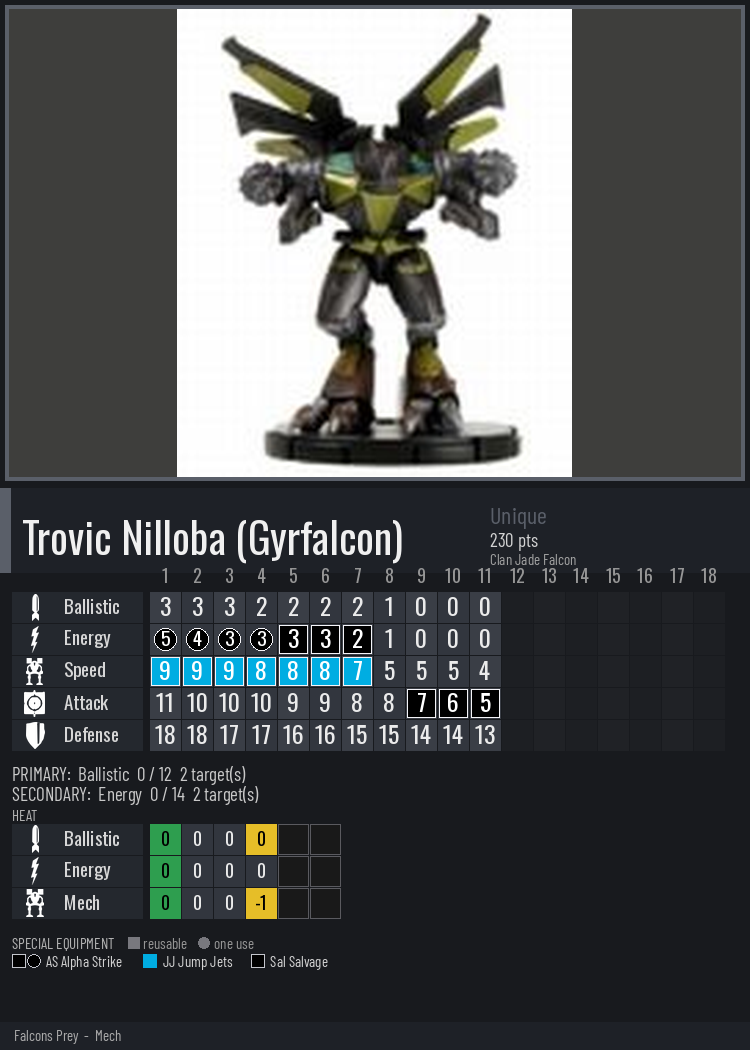 Trovic Nilloba (Gyrfalcon)
Unique
230 pts
Clan Jade Falcon
1 2 3 4 5 6 7 8 9 10 11 12 13 14 15 16 17 18
Ballistic 3 3 3 2 2 2 2 1 0 0 0
Energy 5 4 3 3 3 3 2 1 0 0 0
Speed 9 9 9 8 8 8 7 5 5 5 4
Attack 11 10 10 10 9 9 8 8 7 6 5
Defense 18 18 17 17 16 16 15 15 14 14 13
PRIMARY: Ballistic 0 / 12 2 target(s)
SECONDARY: Energy 0 / 14 2 target(s)
HEAT
Ballistic 0 0 0 0
Energy 0 0 0 0
Mech 0 0 0 -1
SPECIAL EQUIPMENT reusable one use
AS Alpha Strike JJ Jump Jets Sal Salvage
Falcons Prey - Mech